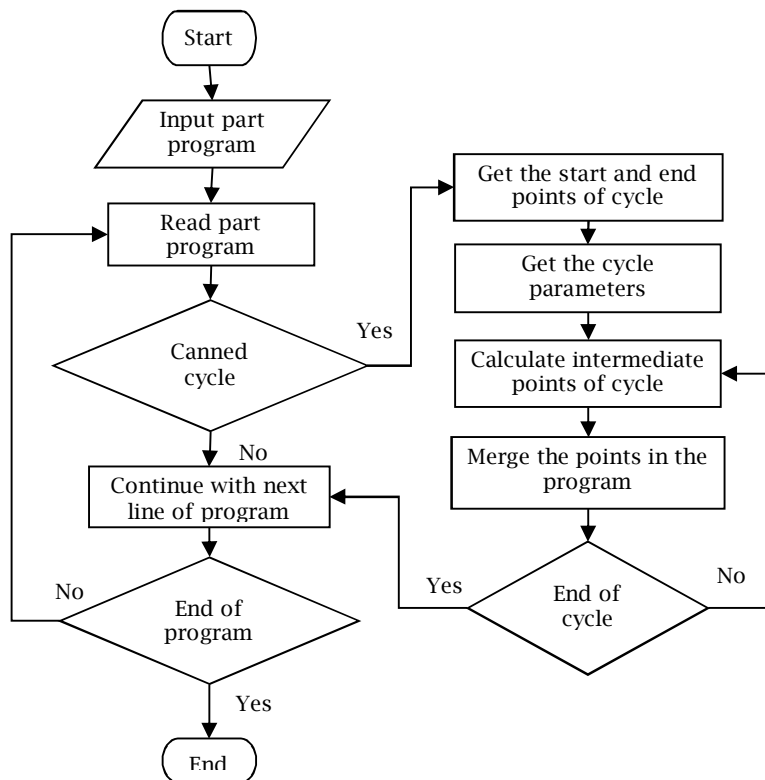 Start
Input part
program
Read part
program
Canned
cycle
Yes
No
Continue with next
line of program
No
End of
program
Yes
End
Get the start and end
points of cycle
Get the cycle
parameters
Calculate intermediate
points of cycle
Merge the points in the
program
Yes
End of
cycle
No